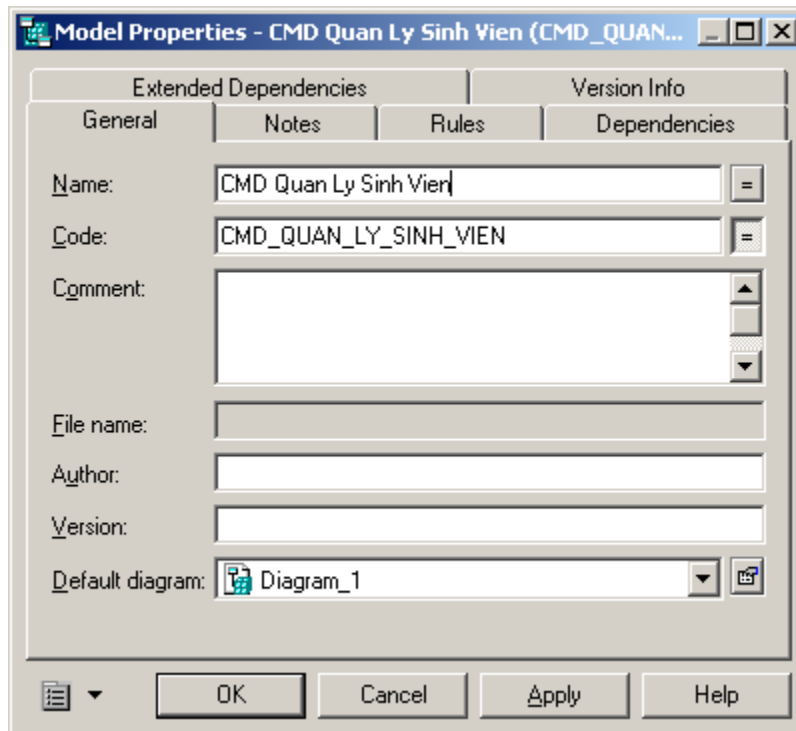 Model Properties - CMD Quan Ly Sinh Vien (CMD_QUAN...
Extended Dependencies Version Info
General Notes Rules Dependencies
Name: CMD Quan Ly Sinh Vien =
Code: CMD_QUAN_LY_SINH_VIEN =
Comment:
File name:
Author:
Version:
Default diagram: Diagram_1
OK Cancel Apply Help